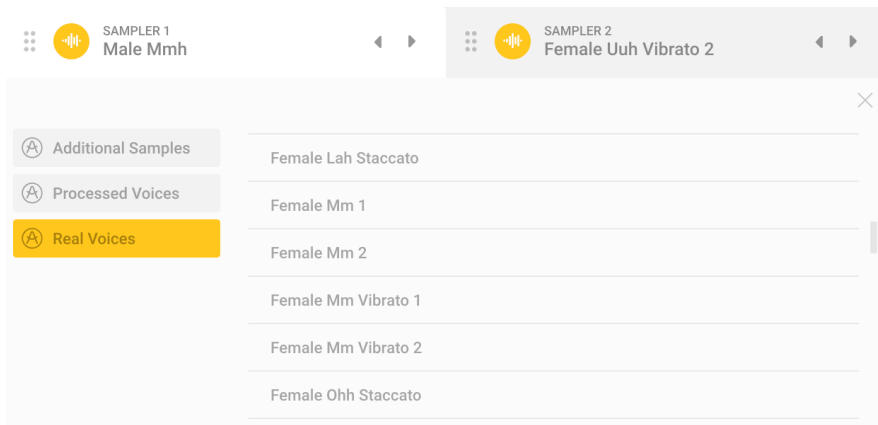 SAMPLER 1
Male Mmh
SAMPLER 2
Female Uuh Vibrato 2
Additional Samples
Processed Voices
Real Voices
Female Lah Staccato
Female Mm 1
Female Mm 2
Female Mm Vibrato 1
Female Mm Vibrato 2
Female Ohh Staccato